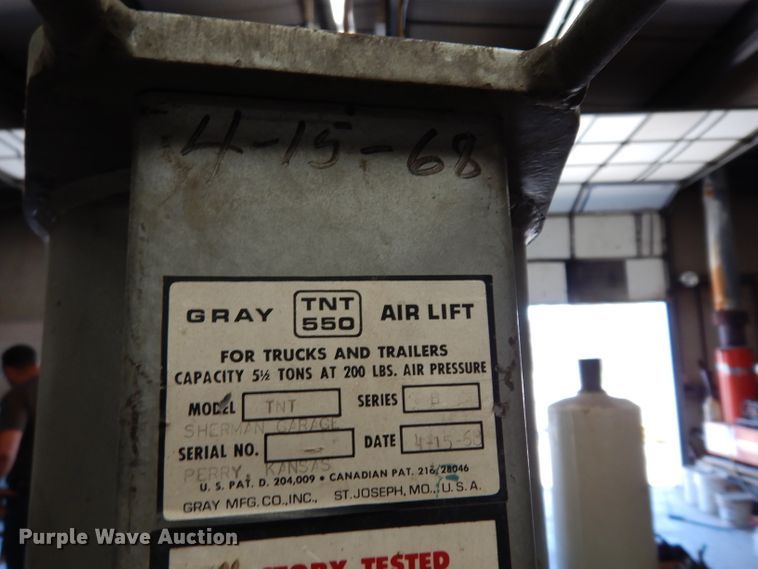 4-15-68
GRAY TNT 550 AIR LIFT
FOR TRUCKS AND TRAILERS
CAPACITY 5½ TONS AT 200 LBS. AIR PRESSURE
MODEL TNT SERIES B
SHERMAN GARAGE
SERIAL NO. DATE 4-15-68
PERRY, KANSAS
U. S. PAT. D. 204,009 • CANADIAN PAT. 216/28046
GRAY MFG. CO., INC., ST. JOSEPH, MO., U. S. A.
TESTED
Purple Wave Auction